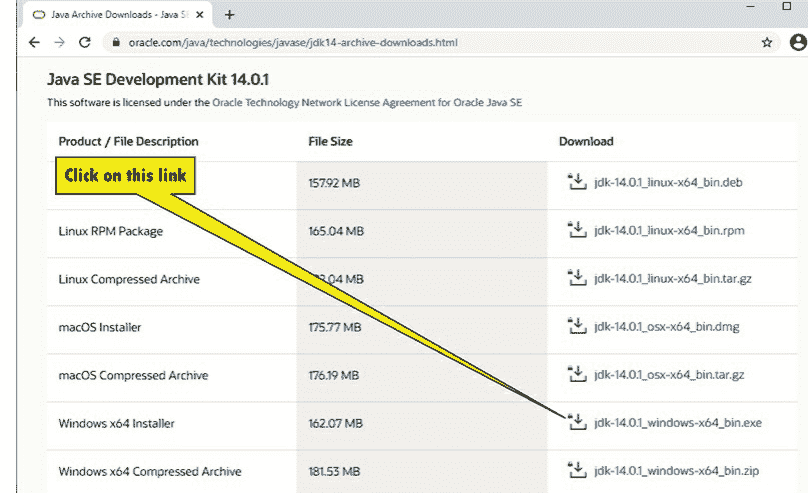 Java Archive Downloads - Java SE
oracle.com/java/technologies/javase/jdk14-archive-downloads.html
Java SE Development Kit 14.0.1
This software is licensed under the Oracle Technology Network License Agreement for Oracle Java SE
Product / File Description File Size Download
Click on this link 157.92 MB jdk-14.0.1_linux-x64_bin.deb
Linux RPM Package 165.04 MB jdk-14.0.1_linux-x64_bin.rpm
Linux Compressed Archive jdk-14.0.1_linux-x64_bin.tar.gz
macOS Installer 175.77 MB jdk-14.0.1_osx-x64_bin.dmg
macOS Compressed Archive 176.19 MB jdk-14.0.1_osx-x64_bin.tar.gz
Windows x64 Installer 162.07 MB jdk-14.0.1_windows-x64_bin.exe
Windows x64 Compressed Archive 181.53 MB jdk-14.0.1_windows-x64_bin.zip